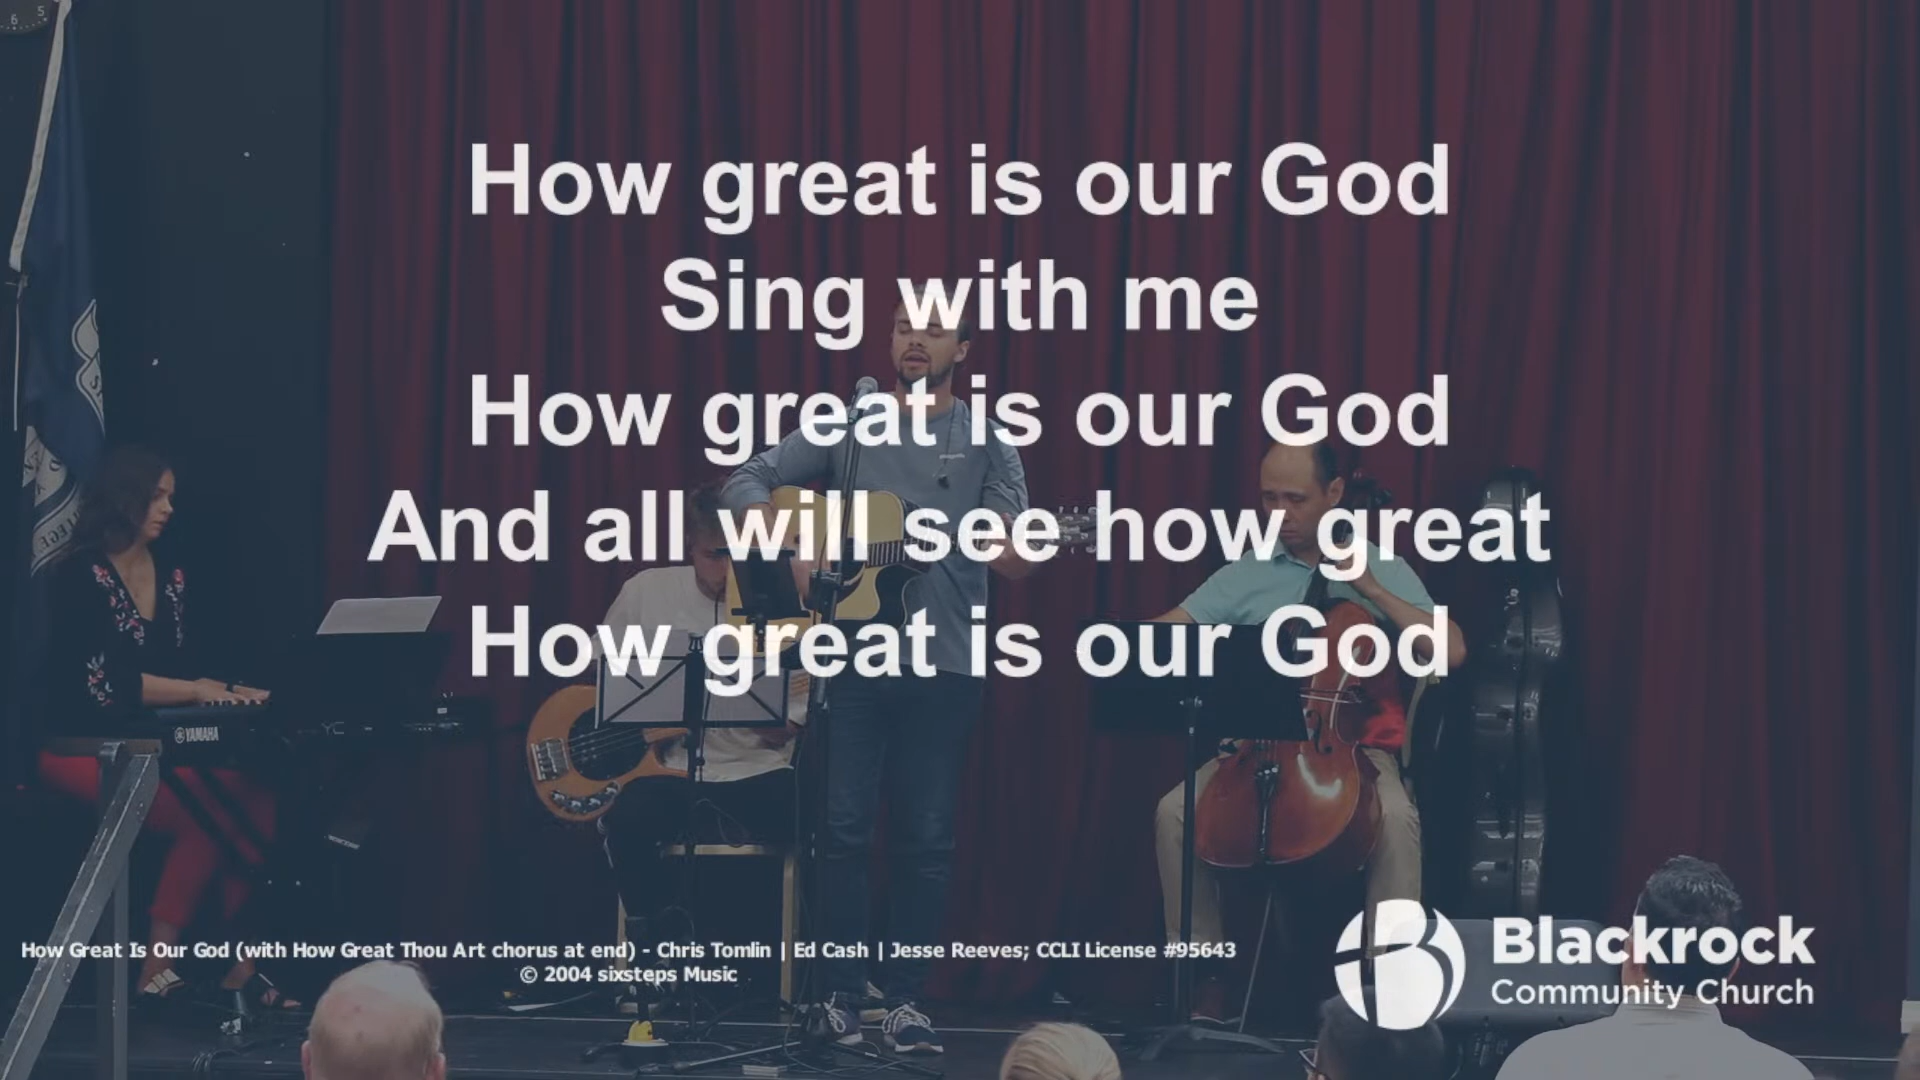 How great is our God
Sing with me
How great is our God
And all will see how great
How great is our God
YAMAHA
How Great Is Our God (with How Great Thou Art chorus at end) - Chris Tomlin | Ed Cash | Jesse Reeves; CCLI License #95643
© 2004 sixsteps Music
Blackrock
Community Church